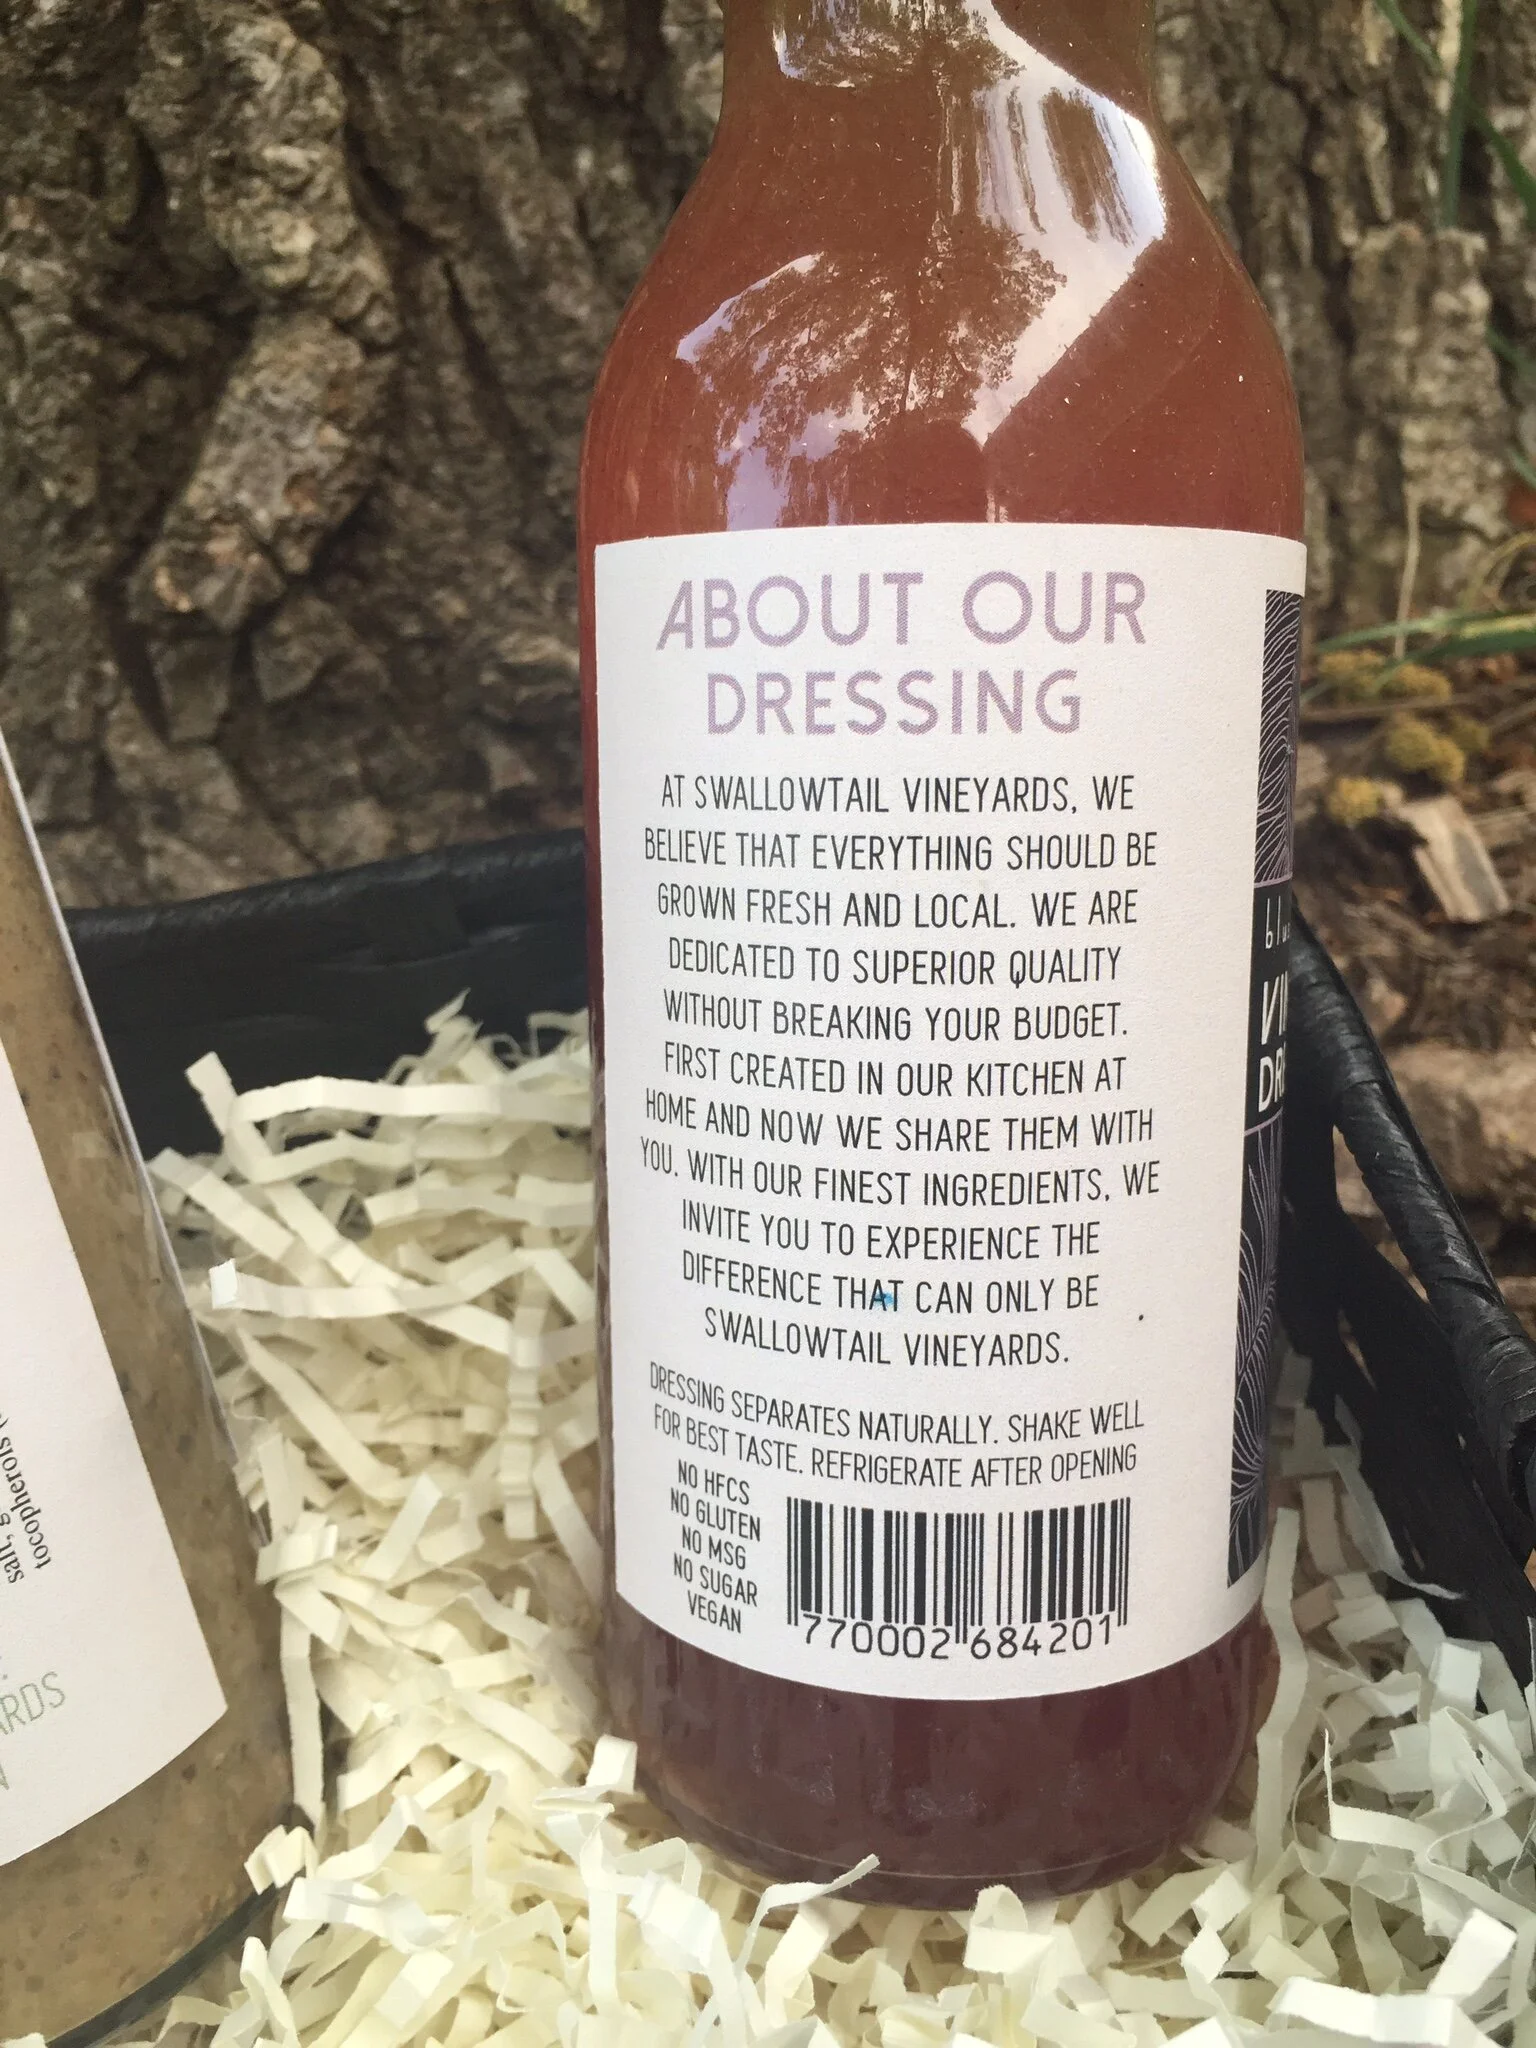 ABOUT OUR
DRESSING
AT SWALLOWTAIL VINEYARDS, WE
BELIEVE THAT EVERYTHING SHOULD BE
GROWN FRESH AND LOCAL. WE ARE
DEDICATED TO SUPERIOR QUALITY
WITHOUT BREAKING YOUR BUDGET.
FIRST CREATED IN OUR KITCHEN AT
HOME AND NOW WE SHARE THEM WITH
YOU. WITH OUR FINEST INGREDIENTS, WE
INVITE YOU TO EXPERIENCE THE
DIFFERENCE THAT CAN ONLY BE
SWALLOWTAIL VINEYARDS.
DRESSING SEPARATES NATURALLY. SHAKE WELL
FOR BEST TASTE. REFRIGERATE AFTER OPENING
NO HFCS
NO GLUTEN
NO MSG
NO SUGAR
VEGAN
770002 684201
salt,
tocopherols